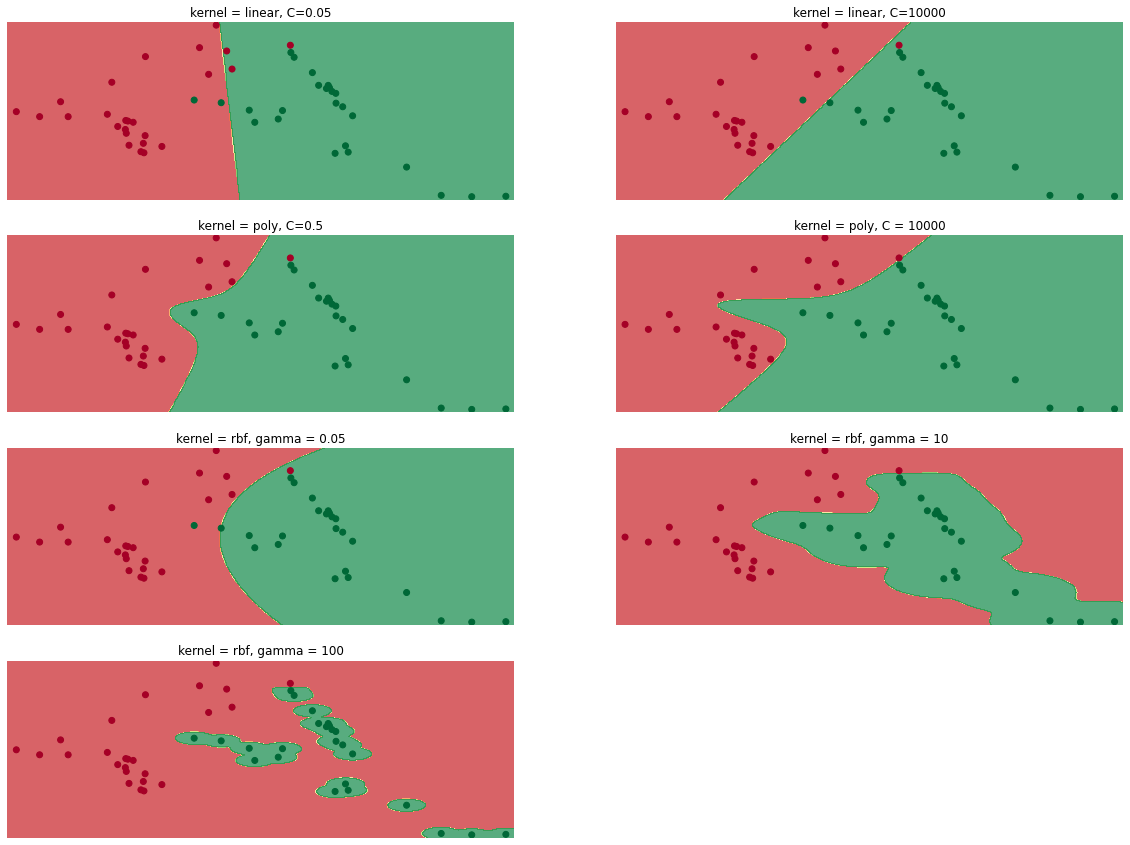 kernel = linear, C=0.05
kernel = linear, C=10000
kernel = poly, C=0.5
kernel = poly, C = 10000
kernel = rbf, gamma = 0.05
kernel = rbf, gamma = 10
kernel = rbf, gamma = 100